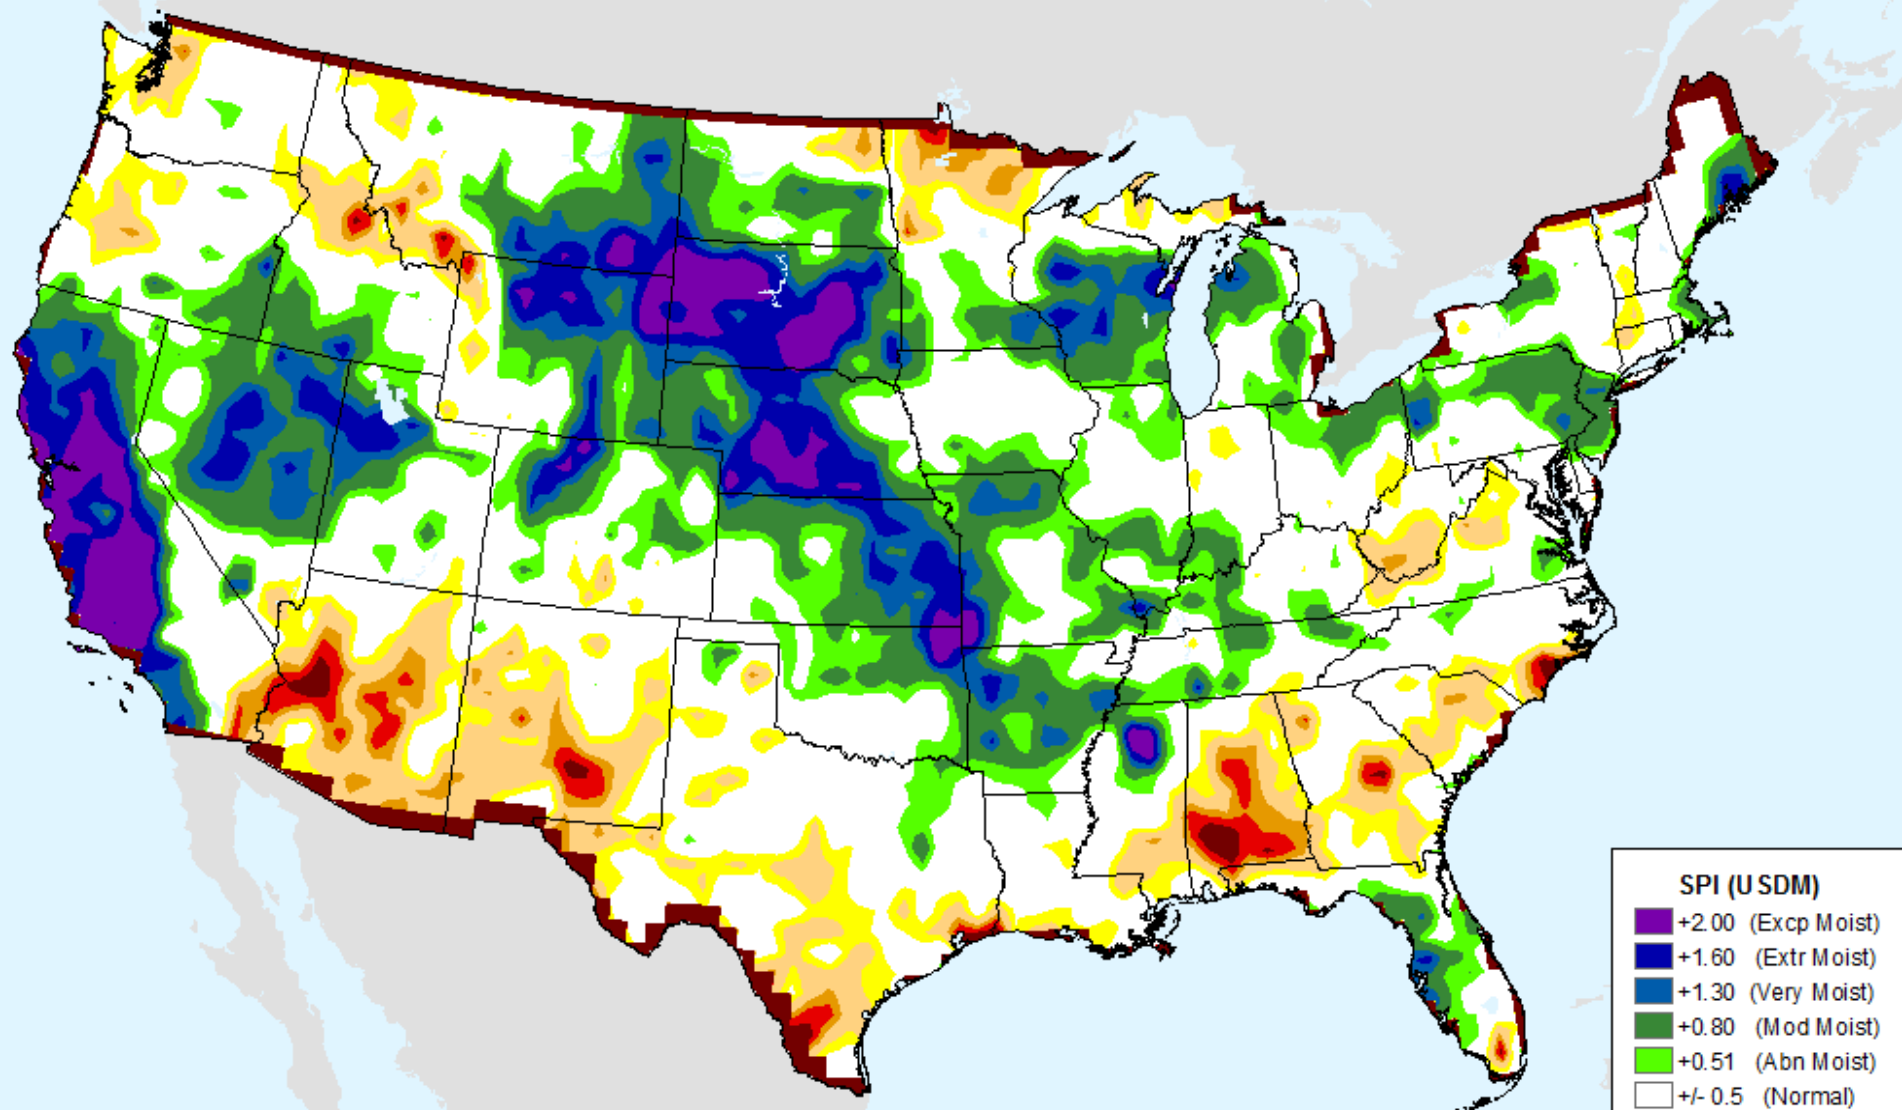 SPI (USDM)
+2.00 (Excp Moist)
+1.60 (Extr Moist)
+1.30 (Very Moist)
+0.80 (Mod Moist)
+0.51 (Abn Moist)
+/- 0.5 (Normal)